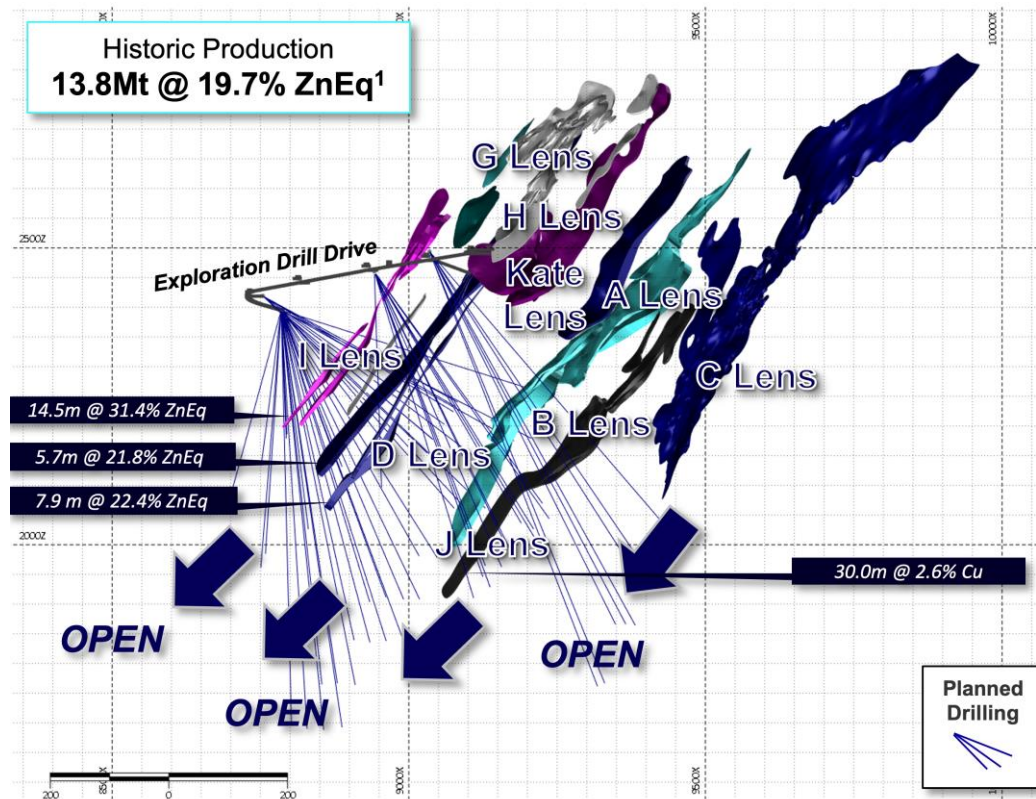 Historic Production
13.8Mt @ 19.7% ZnEq¹
9500X
10000X
G Lens
H Lens
2500Z
Exploration Drill Drive
Kate
Lens
A Lens
I Lens
C Lens
14.5m @ 31.4% ZnEq
B Lens
5.7m @ 21.8% ZnEq
D Lens
7.9 m @ 22.4% ZnEq
2000Z
J Lens
30.0m @ 2.6% Cu
OPEN
OPEN
OPEN
Planned
Drilling
200
0
200
9000X
9500X